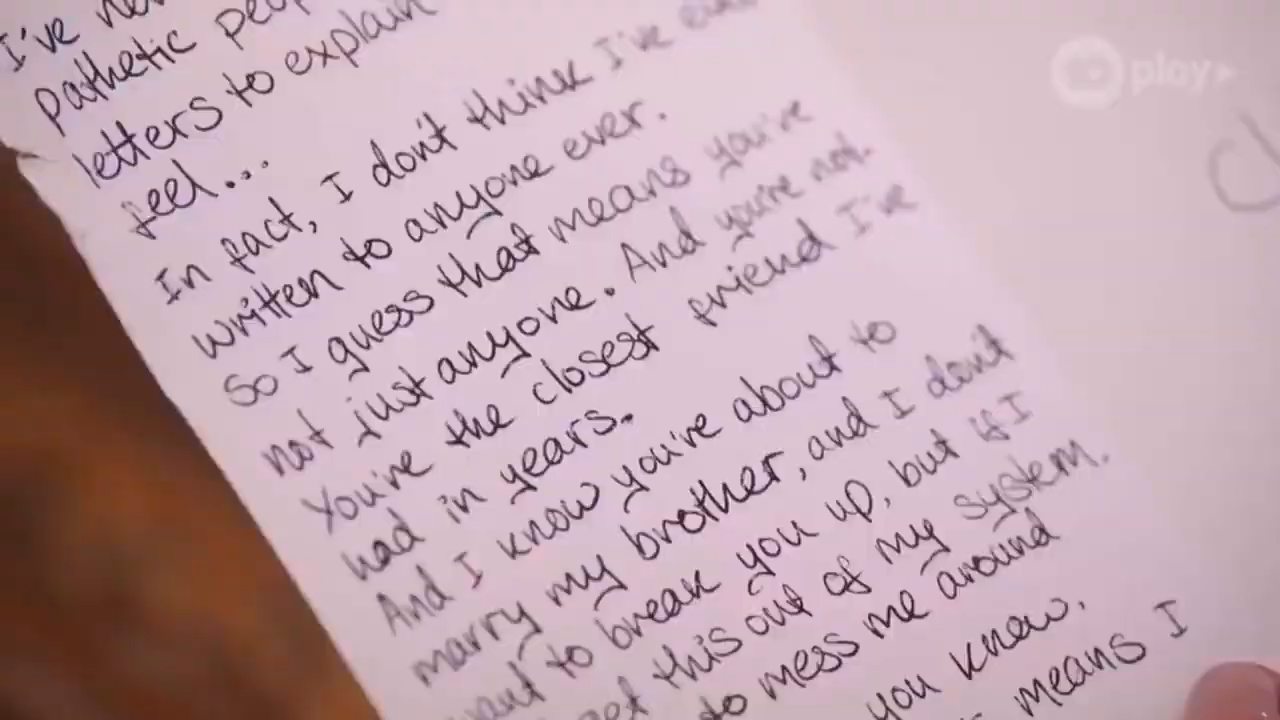 I've
pathetic
letters to explain
feel...
In fact, I don't think I've
written to anyone ever.
So I guess that means you're
not just anyone. And you're not.
You're the closest friend I've
had in years.
And I know you're about to
marry my brother, and I don't
want to break you up, but if I
get this out of my system.
to mess me around
you know.
means I
play